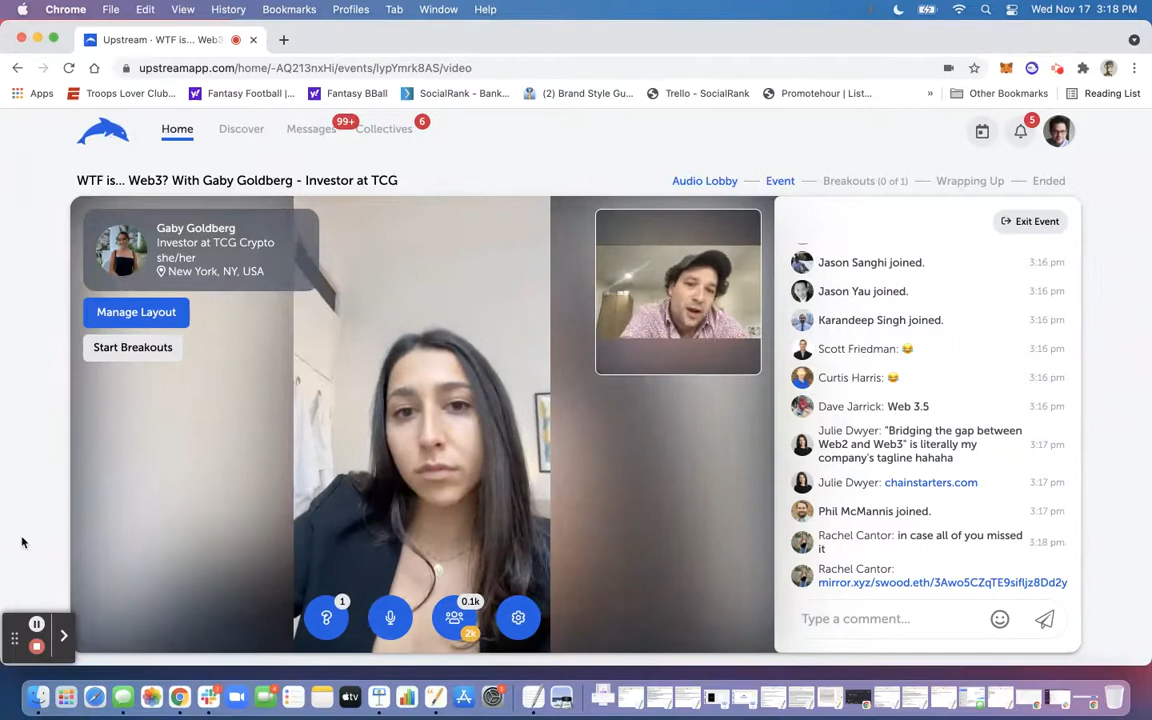 Chrome File Edit View History Bookmarks Profiles Tab Window Help Wed Nov 17 3:18 PM
Upstream · WTF is... Web3
upstreamapp.com/home/-AQ213nxHi/events/lypYmrk8AS/video
Apps Troops Lover Club... Fantasy Football |... Fantasy BBall SocialRank - Bank... (2) Brand Style Gu... Trello - SocialRank Promotehour | List... » Other Bookmarks Reading List
Home Discover Messages 99+ Collectives 6 5
WTF is... Web3? With Gaby Goldberg - Investor at TCG Audio Lobby Event Breakouts (0 of 1) Wrapping Up Ended
Exit Event
Gaby Goldberg
Investor at TCG Crypto
she/her
New York, NY, USA
Manage Layout
Start Breakouts
Jason Sanghi joined. 3:16 pm
Jason Yau joined. 3:16 pm
Karandeep Singh joined. 3:16 pm
Scott Friedman: 😂 3:16 pm
Curtis Harris: 😂 3:16 pm
Dave Jarrick: Web 3.5 3:16 pm
Julie Dwyer: "Bridging the gap between
Web2 and Web3" is literally my 3:17 pm
company's tagline hahaha
Julie Dwyer: chainstarters.com 3:17 pm
Phil McMannis joined. 3:17 pm
Rachel Cantor: in case all of you missed
it 3:18 pm
Rachel Cantor:
mirror.xyz/swood.eth/3Awo5CZqTE9sifljz8Dd2y
Type a comment...
1 0.1k
2k